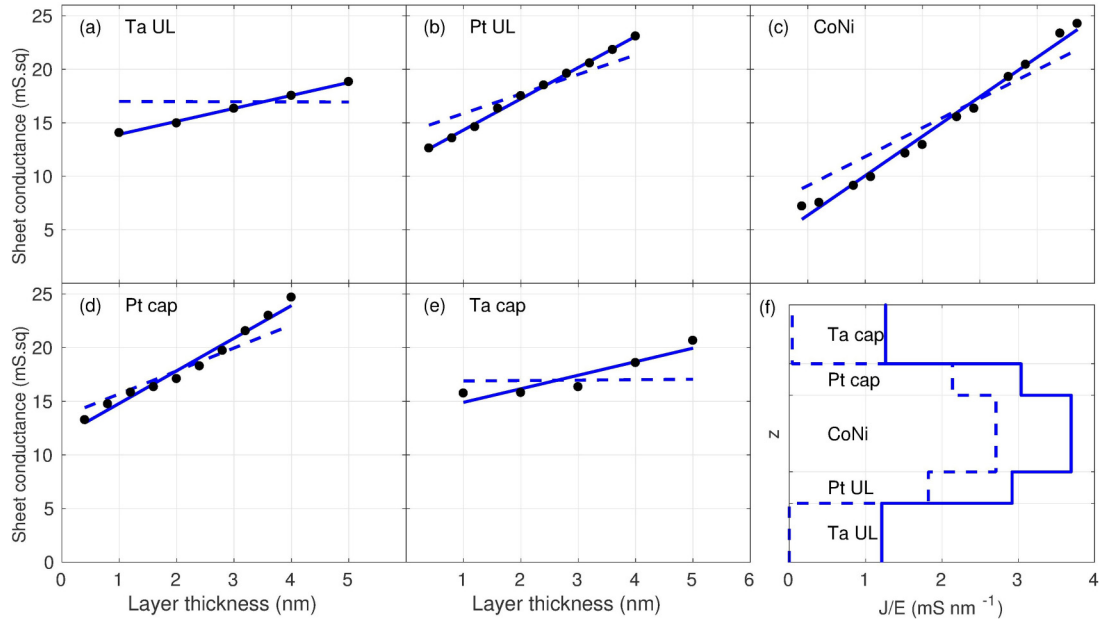 (a) Ta UL
(b) Pt UL
(c) CoNi
25
20
15
10
5
Sheet conductance (mS.sq)
(d) Pt cap
(e) Ta cap
(f)
25
20
15
10
5
0
Sheet conductance (mS.sq)
0 1 2 3 4 5
Layer thickness (nm)
1 2 3 4 5 6
Layer thickness (nm)
Ta cap
Pt cap
CoNi
Pt UL
Ta UL
z
0 1 2 3 4
J/E (mS nm ⁻¹)